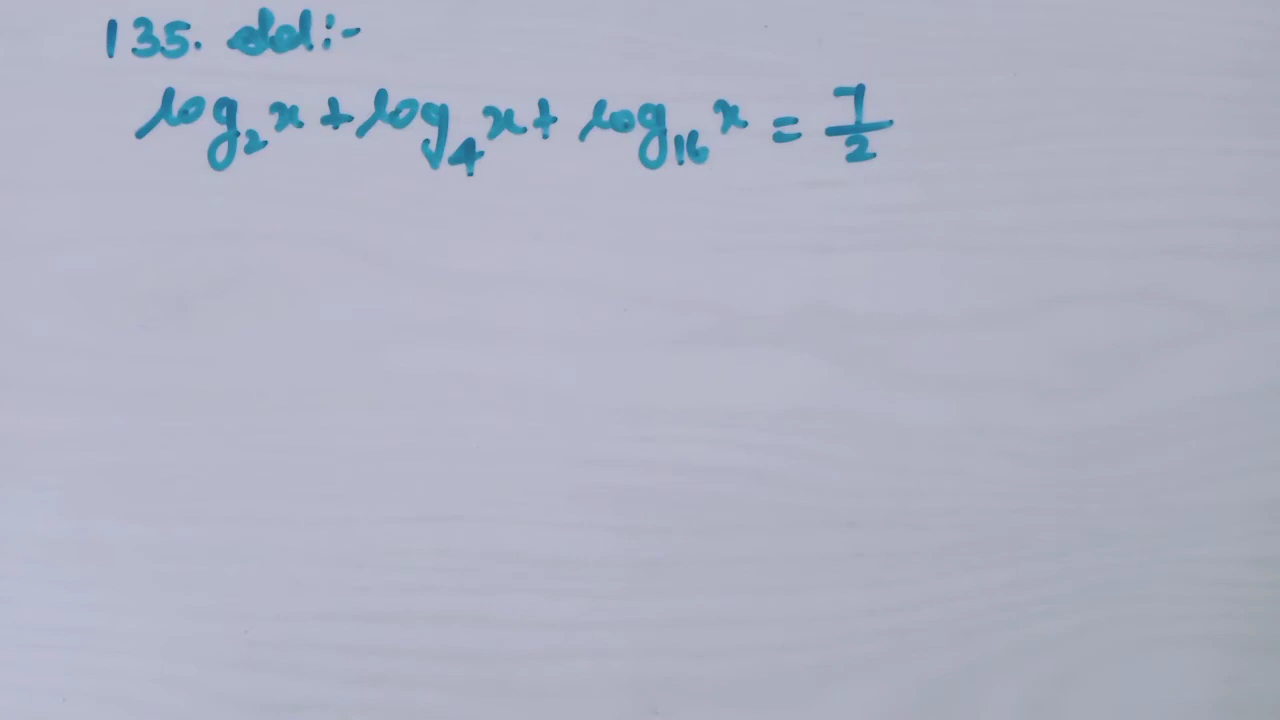 135. Sol:-
log₂x + log₄x + log₁₆x = 7/2